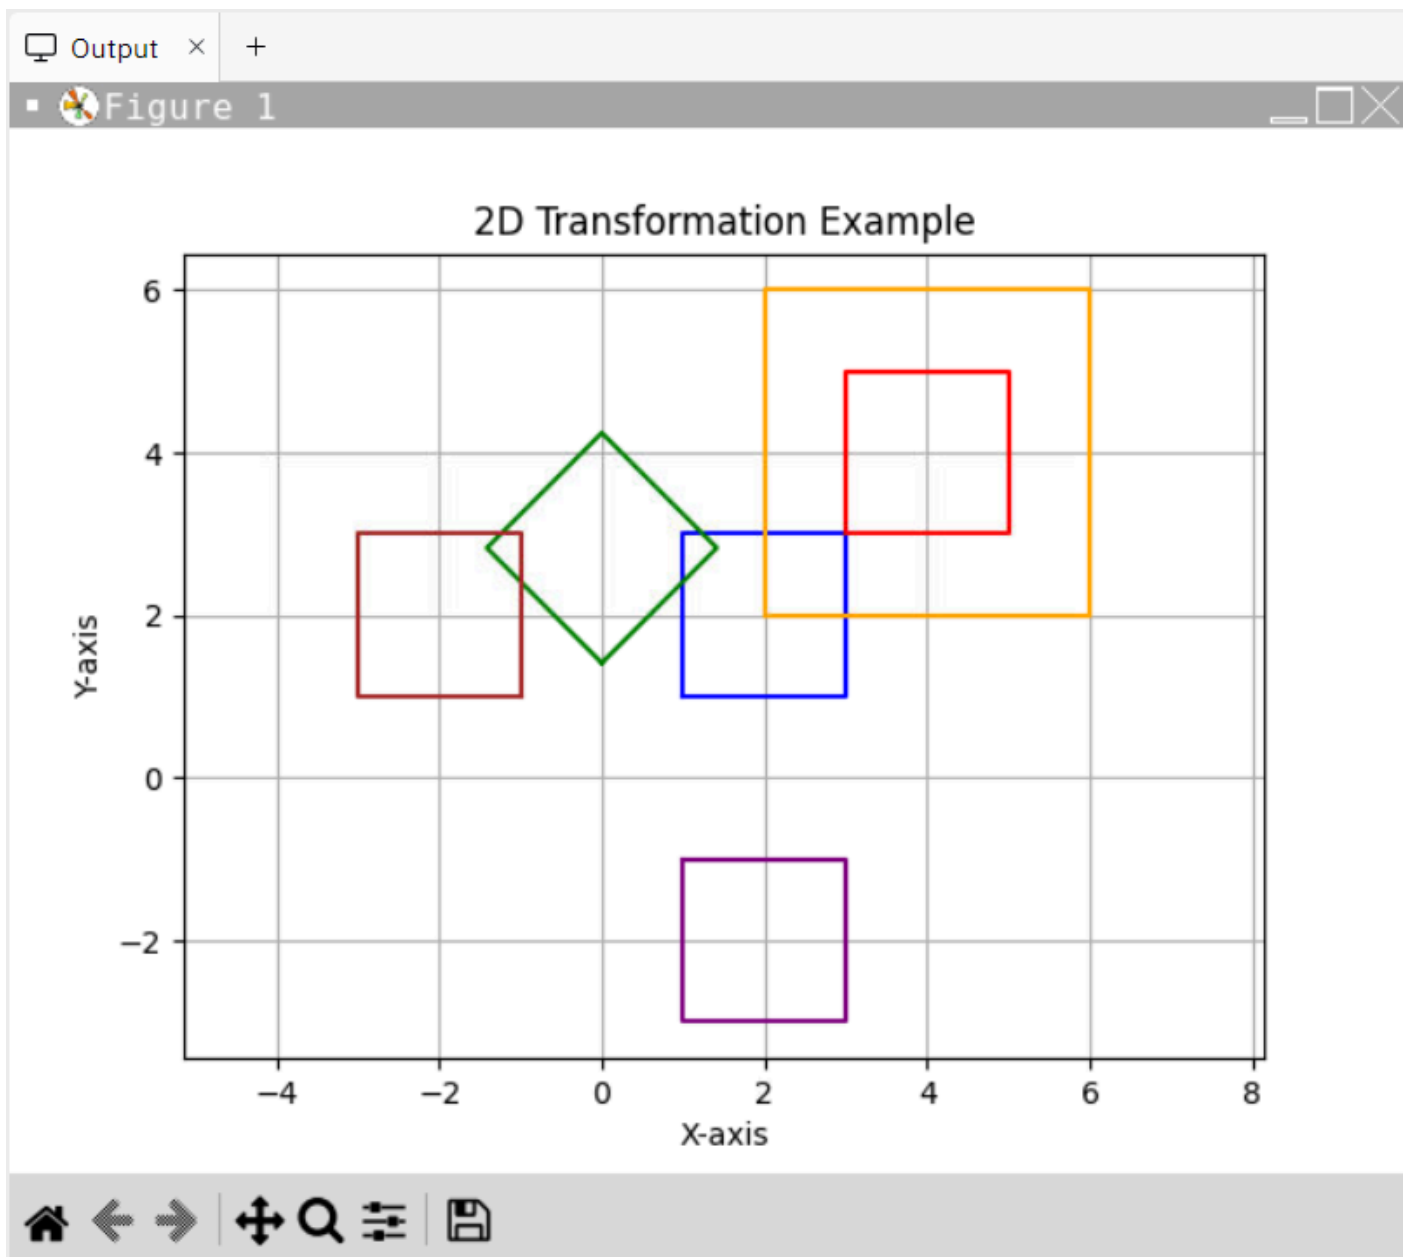 Output
Figure 1
2D Transformation Example
6
4
2
0
−2
Y-axis
−4 −2 0 2 4 6 8
X-axis